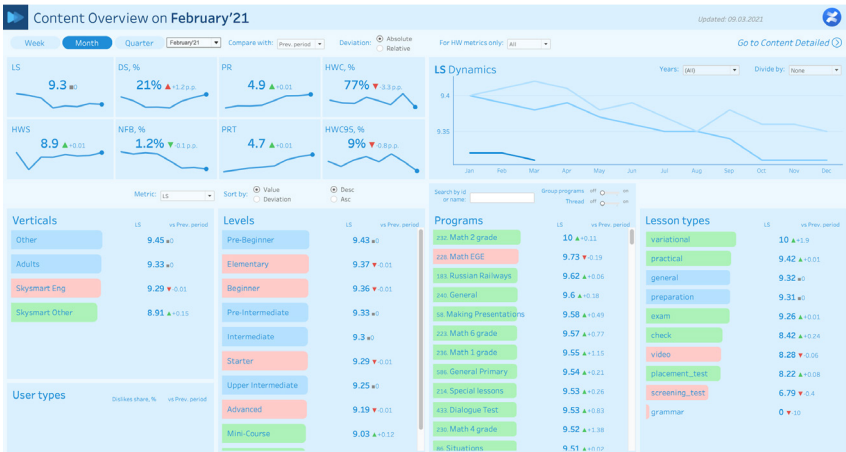 Content Overview on February'21
Updated: 09.03.2021
Week Month Quarter February'21 Compare with: Prev. period Deviation: Absolute Relative For HW metrics only: All Go to Content Detailed
LS DS, % PR HWC, %
9.3 0 21% +1.2 p.p. 4.9 +0.01 77% -3.3 p.p.
HWS NFB, % PRT HWC95, %
8.9 +0.01 1.2% -0.1 p.p. 4.7 +0.01 9% -0.8 p.p.
LS Dynamics Years: (All) Divide by: None
9.4
9.35
Jan Feb Mar Apr May Jun Jul Aug Sep Oct Nov Dec
Metric: LS Sort by: Value Deviation Desc Asc
Search by id or name: Group programs off on
Thread off on
Verticals LS vs Prev. period
Other 9.45 0
Adults 9.33 0
Skysmart Eng 9.29 -0.01
Skysmart Other 8.91 +0.15
User types Dislikes share, % vs Prev. period
Levels LS vs Prev. period
Pre-Beginner 9.43 0
Elementary 9.37 -0.01
Beginner 9.36 -0.01
Pre-Intermediate 9.33 0
Intermediate 9.3 0
Starter 9.29 -0.01
Upper Intermediate 9.25 0
Advanced 9.19 -0.01
Mini-Course 9.03 +0.12
Programs LS vs Prev. period
232. Math 2 grade 10 +0.11
228. Math EGE 9.73 -0.19
183. Russian Railways 9.62 +0.06
240. General 9.6 +0.18
58. Making Presentations 9.58 +0.49
223. Math 6 grade 9.57 +0.77
236. Math 1 grade 9.55 +1.15
586. General Primary 9.54 +0.21
214. Special lessons 9.53 +0.26
433. Dialogue Test 9.53 +0.83
230. Math 4 grade 9.52 +1.38
86. Situations 9.51 +0.02
Lesson types LS vs Prev. period
variational 10 +1.9
practical 9.42 +0.01
general 9.32 0
preparation 9.31 0
exam 9.26 +0.01
check 8.42 +0.24
video 8.28 -0.06
placement_test 8.22 +0.08
screening_test 6.79 -0.4
grammar 0 -10